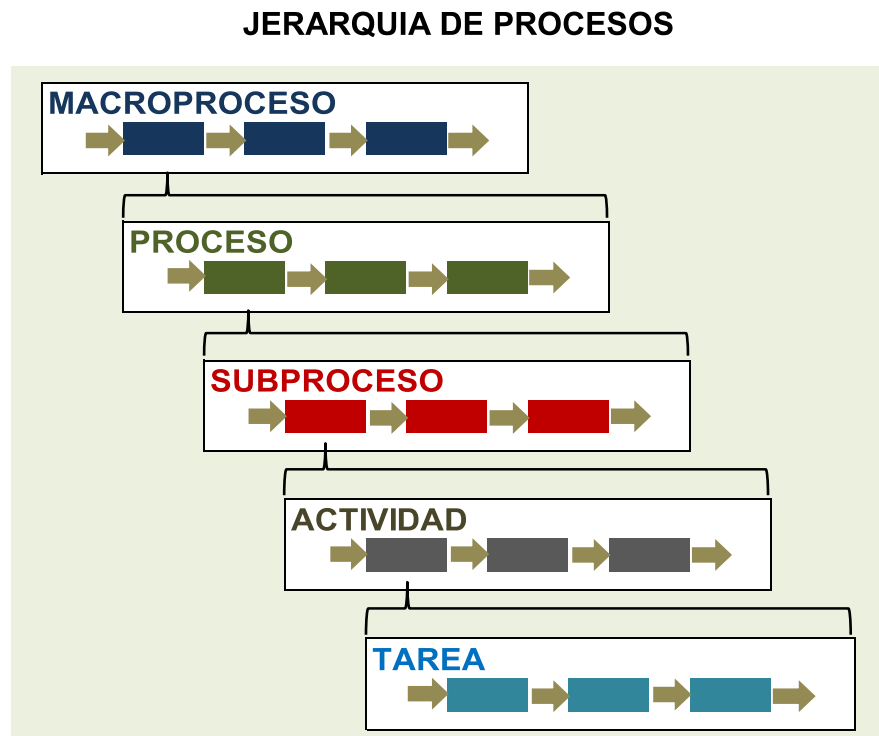 JERARQUIA DE PROCESOS
MACROPROCESO
PROCESO
SUBPROCESO
ACTIVIDAD
TAREA